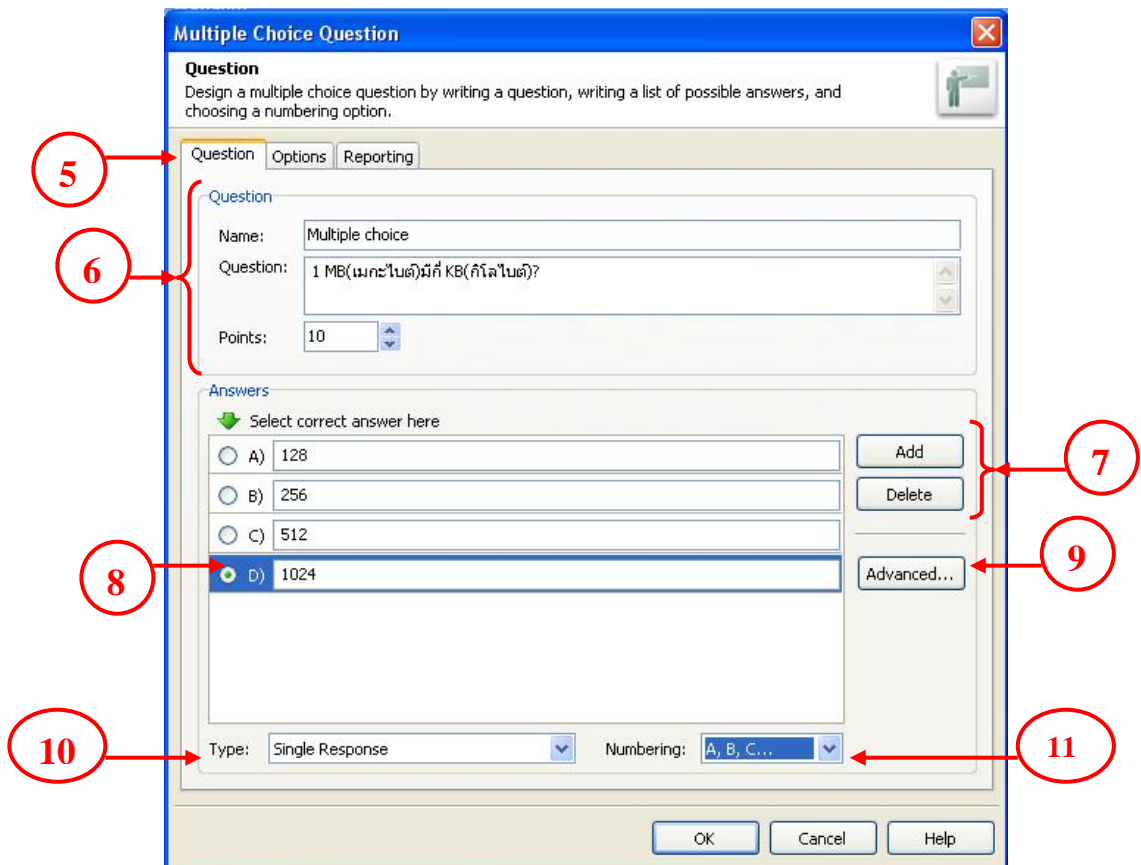 Multiple Choice Question
Question
Design a multiple choice question by writing a question, writing a list of possible answers, and
choosing a numbering option.
5
Question Options Reporting
6
Question
Name: Multiple choice
Question: 1 MB(เมกะไบต์)มีกี่ KB(กิโลไบต์)?
Points: 10
Answers
Select correct answer here
A) 128
B) 256
C) 512
D) 1024
Add
Delete
7
8
Advanced...
9
10
Type: Single Response
Numbering: A, B, C...
11
OK Cancel Help